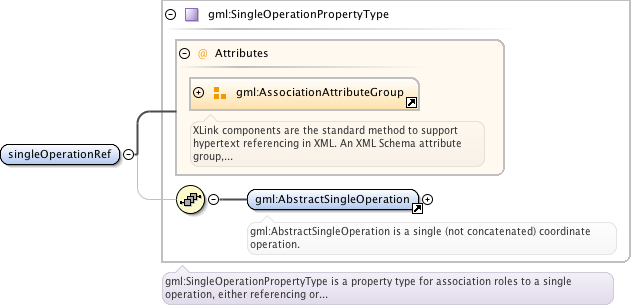 gml:SingleOperationPropertyType
@ Attributes
gml:AssociationAttributeGroup
XLink components are the standard method to support
hypertext referencing in XML. An XML Schema attribute
group,...
singleOperationRef
gml:AbstractSingleOperation
gml:AbstractSingleOperation is a single (not concatenated) coordinate
operation.
gml:SingleOperationPropertyType is a property type for association roles to a single
operation, either referencing or...